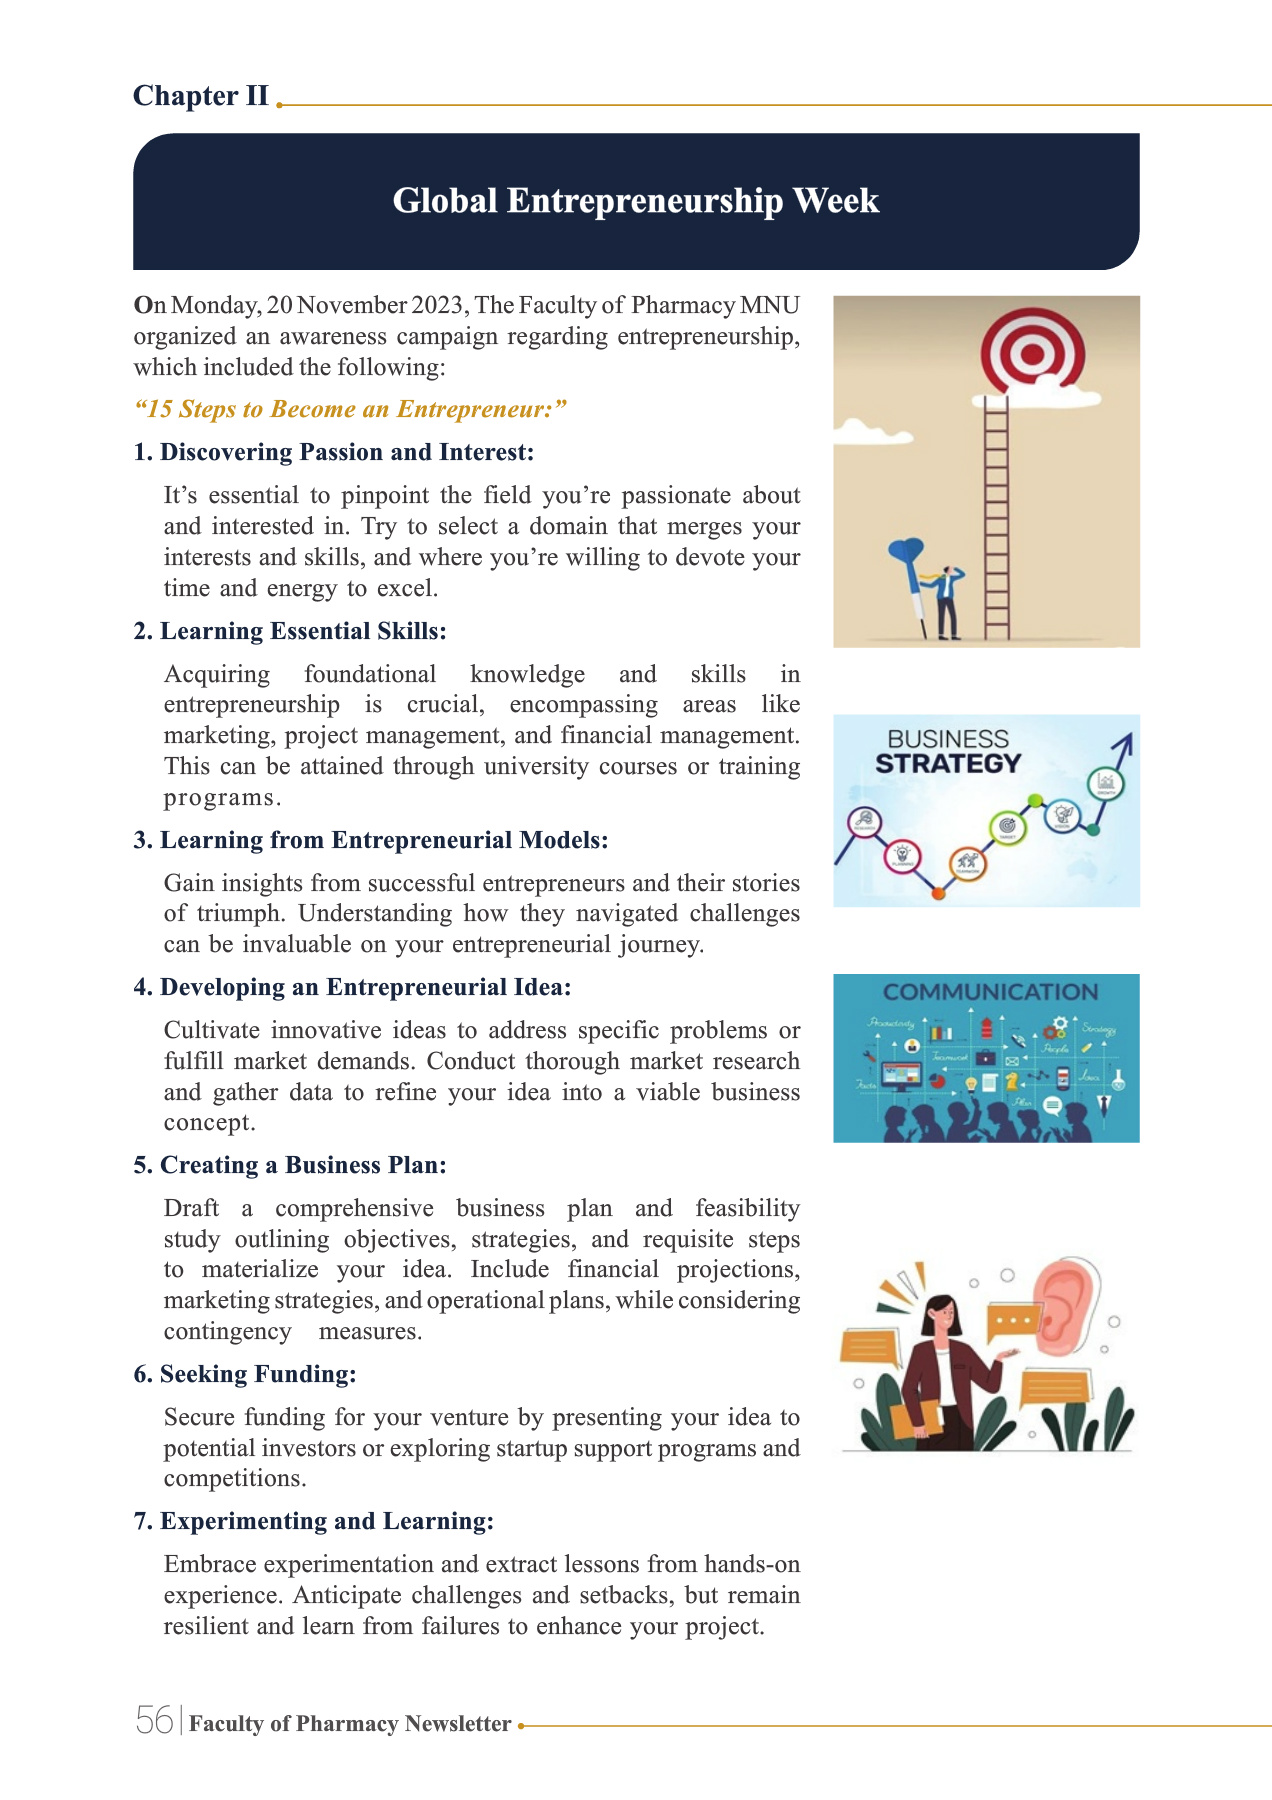 Chapter II
Global Entrepreneurship Week
On Monday, 20 November 2023, The Faculty of Pharmacy MNU
organized an awareness campaign regarding entrepreneurship,
which included the following:
“15 Steps to Become an Entrepreneur:”
1. Discovering Passion and Interest:
It’s essential to pinpoint the field you’re passionate about
and interested in. Try to select a domain that merges your
interests and skills, and where you’re willing to devote your
time and energy to excel.
2. Learning Essential Skills:
Acquiring foundational knowledge and skills in
entrepreneurship is crucial, encompassing areas like
marketing, project management, and financial management.
This can be attained through university courses or training
programs.
3. Learning from Entrepreneurial Models:
Gain insights from successful entrepreneurs and their stories
of triumph. Understanding how they navigated challenges
can be invaluable on your entrepreneurial journey.
4. Developing an Entrepreneurial Idea:
Cultivate innovative ideas to address specific problems or
fulfill market demands. Conduct thorough market research
and gather data to refine your idea into a viable business
concept.
5. Creating a Business Plan:
Draft a comprehensive business plan and feasibility
study outlining objectives, strategies, and requisite steps
to materialize your idea. Include financial projections,
marketing strategies, and operational plans, while considering
contingency measures.
6. Seeking Funding:
Secure funding for your venture by presenting your idea to
potential investors or exploring startup support programs and
competitions.
7. Experimenting and Learning:
Embrace experimentation and extract lessons from hands-on
experience. Anticipate challenges and setbacks, but remain
resilient and learn from failures to enhance your project.
BUSINESS
STRATEGY
RESEARCH
PLANNING
TEAMWORK
TARGET
VISION
GROWTH
COMMUNICATION
Productivity
Strategy
Teamwork
People
Facts
Ideas
Plan
56 | Faculty of Pharmacy Newsletter